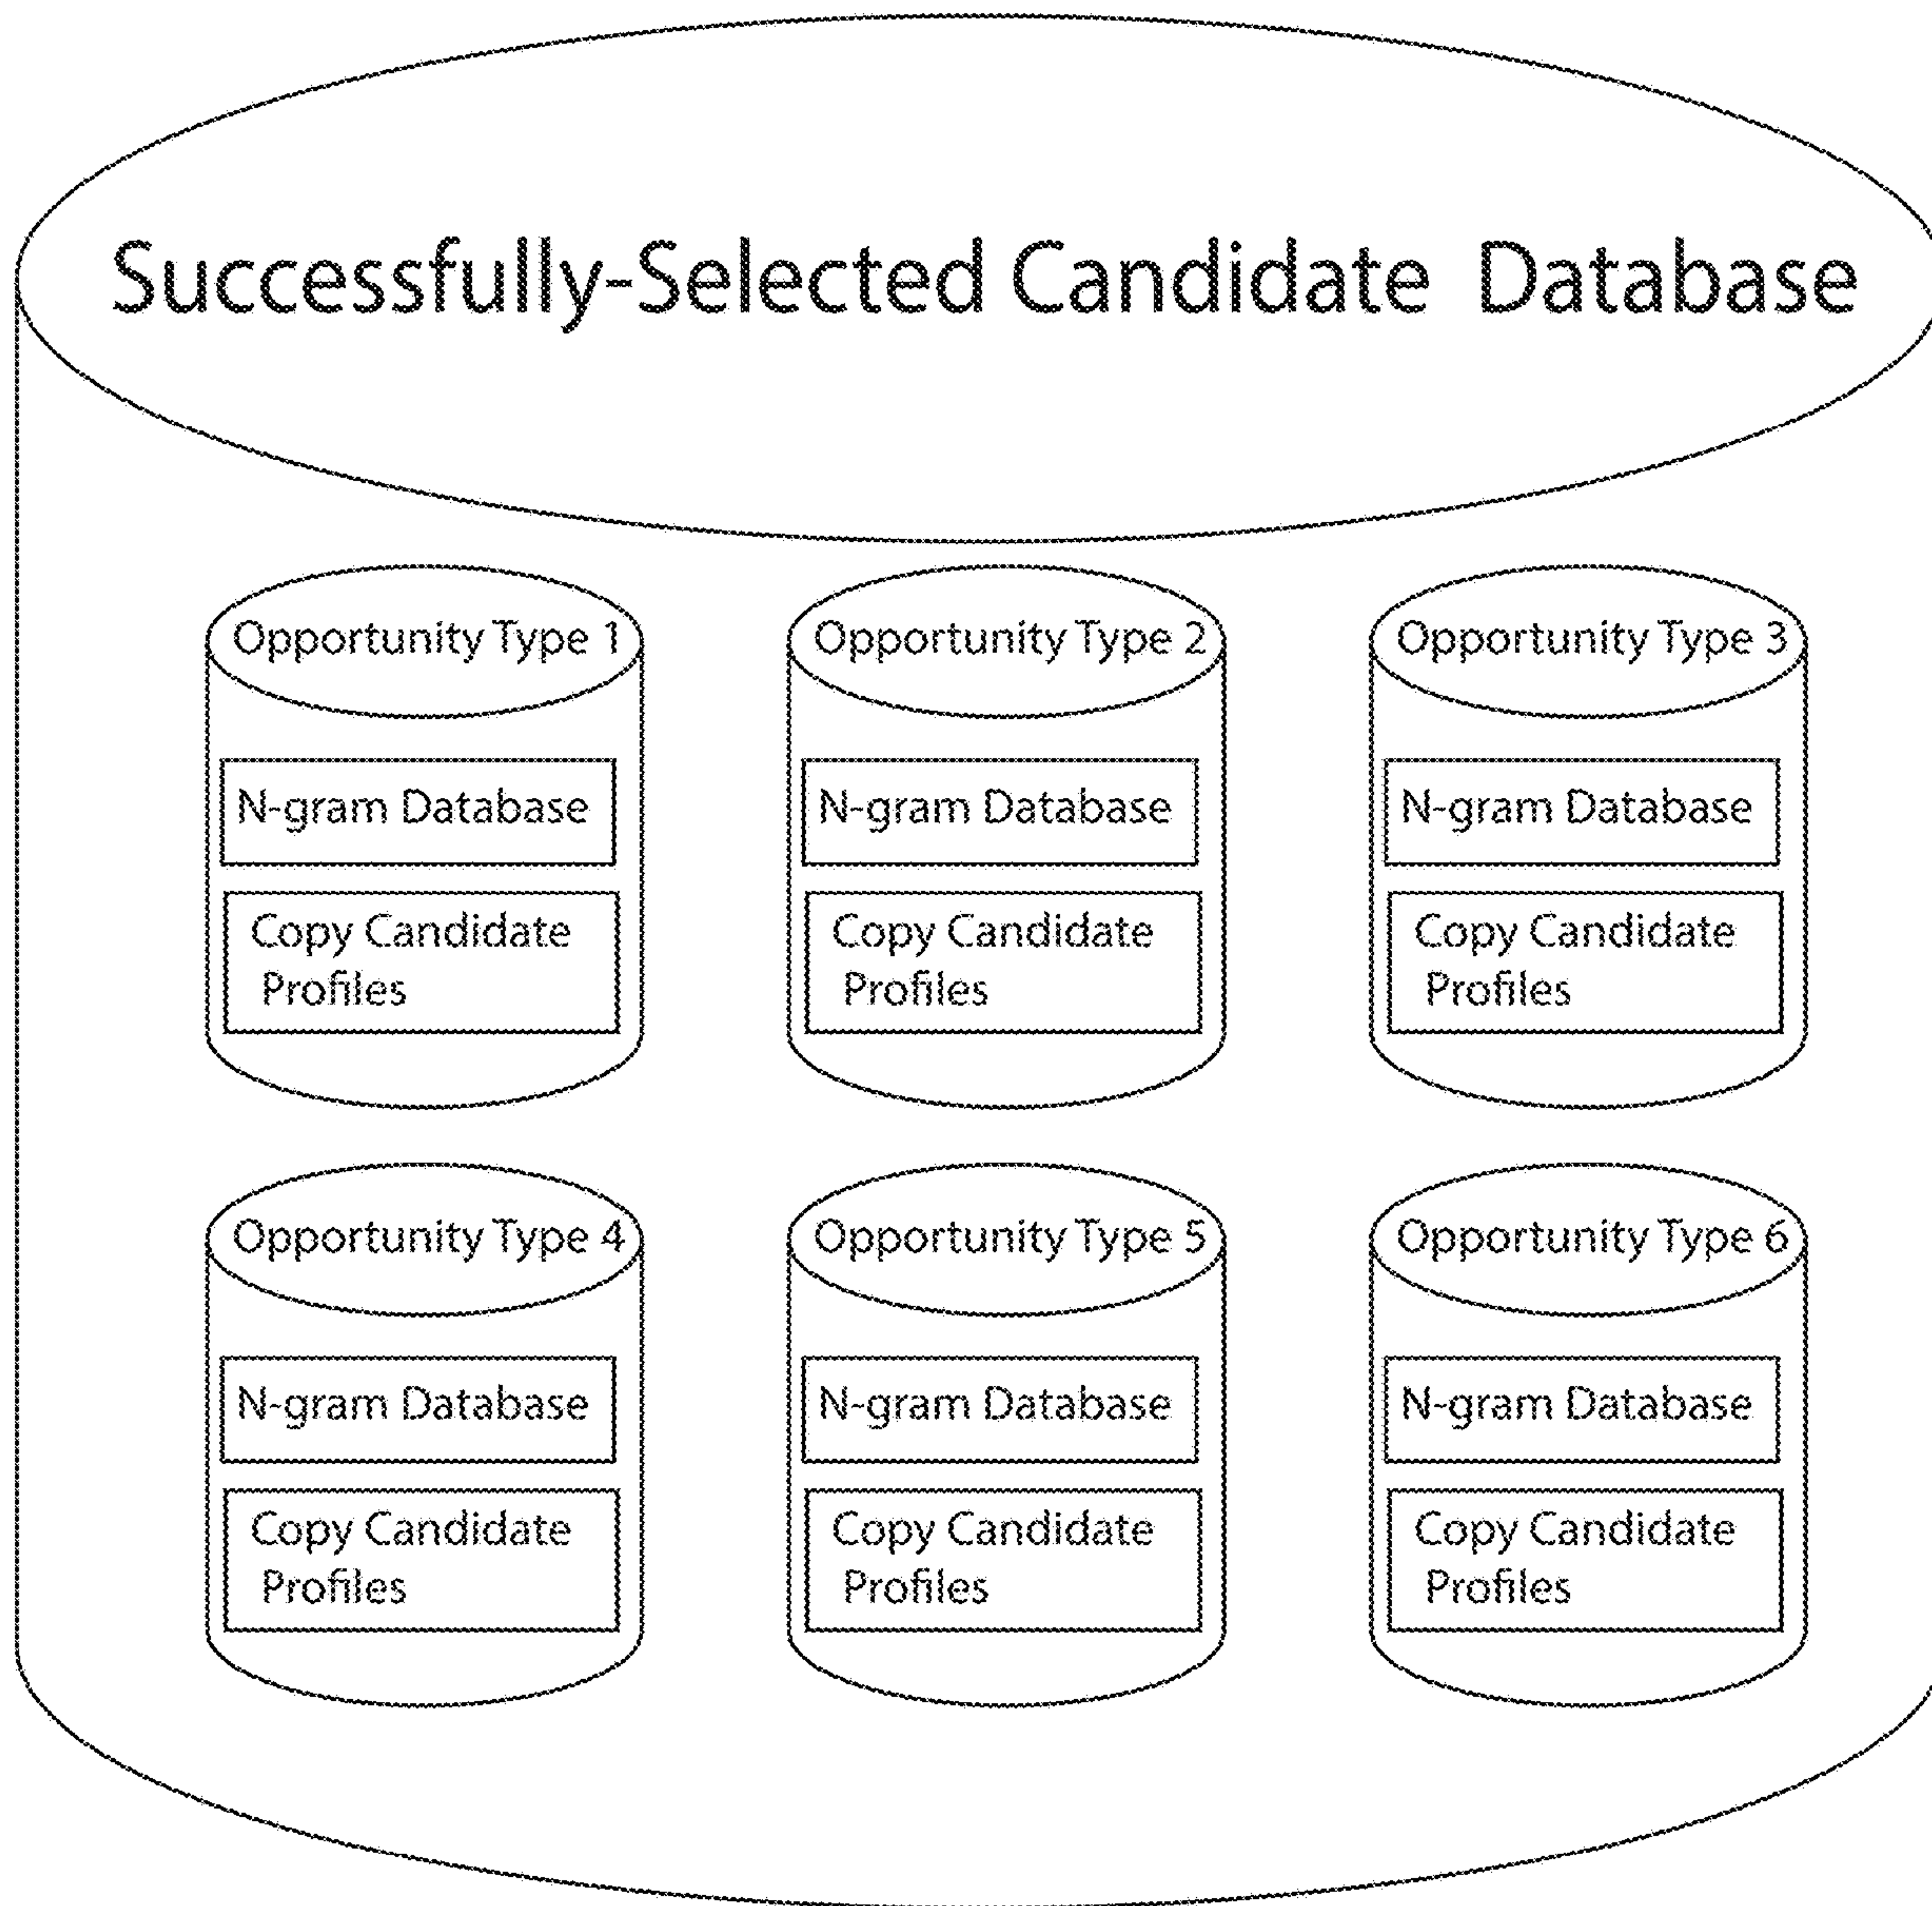 Successfully-Selected Candidate Database
Opportunity Type 1
Opportunity Type 2
Opportunity Type 3
N-gram Database
N-gram Database
N-gram Database
Copy Candidate
Profiles
Copy Candidate
Profiles
Copy Candidate
Profiles
Opportunity Type 4
Opportunity Type 5
Opportunity Type 6
N-gram Database
N-gram Database
N-gram Database
Copy Candidate
Profiles
Copy Candidate
Profiles
Copy Candidate
Profiles